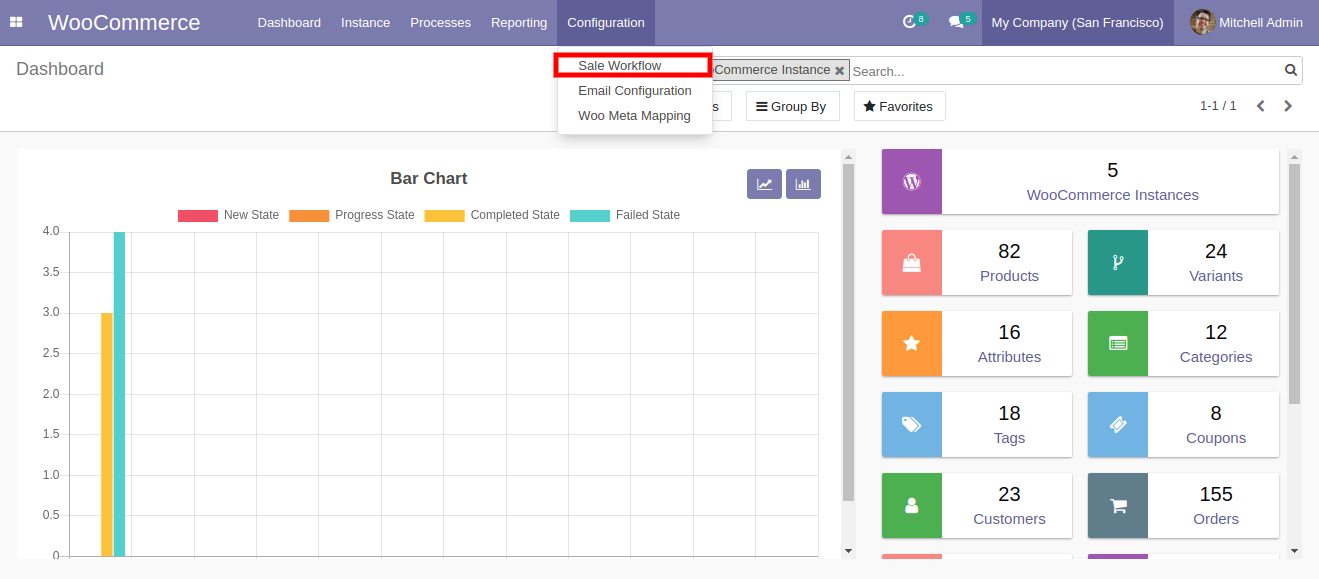 WooCommerce Dashboard Instance Processes Reporting Configuration 8 5 My Company (San Francisco) Mitchell Admin
Dashboard
Sale Workflow
Email Configuration
Woo Meta Mapping
Commerce Instance Search...
Group By Favorites 1-1 / 1
Bar Chart
New State Progress State Completed State Failed State
4.0
3.5
3.0
2.5
2.0
1.5
1.0
0.5
0
5
WooCommerce Instances
82
Products
24
Variants
16
Attributes
12
Categories
18
Tags
8
Coupons
23
Customers
155
Orders